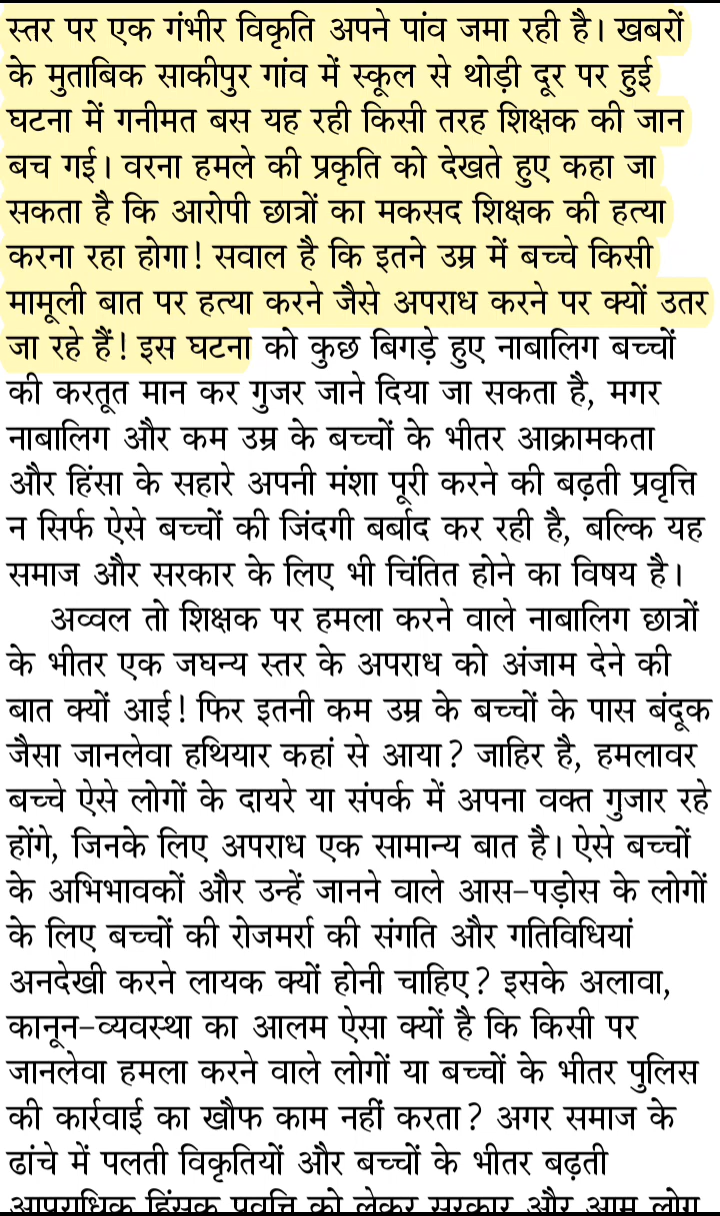 स्तर पर एक गंभीर विकृति अपने पांव जमा रही है। खबरों
के मुताबिक साकीपुर गांव में स्कूल से थोड़ी दूर पर हुई
घटना में गनीमत बस यह रही किसी तरह शिक्षक की जान
बच गई। वरना हमले की प्रकृति को देखते हुए कहा जा
सकता है कि आरोपी छात्रों का मकसद शिक्षक की हत्या
करना रहा होगा! सवाल है कि इतने उम्र में बच्चे किसी
मामूली बात पर हत्या करने जैसे अपराध करने पर क्यों उतर
जा रहे हैं! इस घटना को कुछ बिगड़े हुए नाबालिग बच्चों
की करतूत मान कर गुजर जाने दिया जा सकता है, मगर
नाबालिग और कम उम्र के बच्चों के भीतर आक्रामकता
और हिंसा के सहारे अपनी मंशा पूरी करने की बढ़ती प्रवृत्ति
न सिर्फ ऐसे बच्चों की जिंदगी बर्बाद कर रही है, बल्कि यह
समाज और सरकार के लिए भी चिंतित होने का विषय है।
अव्वल तो शिक्षक पर हमला करने वाले नाबालिग छात्रों
के भीतर एक जघन्य स्तर के अपराध को अंजाम देने की
बात क्यों आई! फिर इतनी कम उम्र के बच्चों के पास बंदूक
जैसा जानलेवा हथियार कहां से आया? जाहिर है, हमलावर
बच्चे ऐसे लोगों के दायरे या संपर्क में अपना वक्त गुजार रहे
होंगे, जिनके लिए अपराध एक सामान्य बात है। ऐसे बच्चों
के अभिभावकों और उन्हें जानने वाले आस-पड़ोस के लोगों
के लिए बच्चों की रोजमर्रा की संगति और गतिविधियां
अनदेखी करने लायक क्यों होनी चाहिए? इसके अलावा,
कानून-व्यवस्था का आलम ऐसा क्यों है कि किसी पर
जानलेवा हमला करने वाले लोगों या बच्चों के भीतर पुलिस
की कार्रवाई का खौफ काम नहीं करता? अगर समाज के
ढांचे में पलती विकृतियों और बच्चों के भीतर बढ़ती
आपराधिक हिंसक प्रवृत्ति को लेकर सरकार और आम लोग